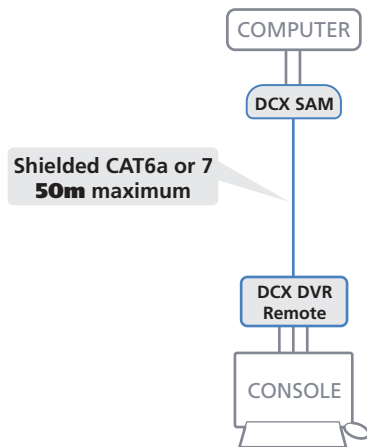 COMPUTER
DCX SAM
Shielded CAT6a or 7
50m maximum
DCX DVR
Remote
CONSOLE